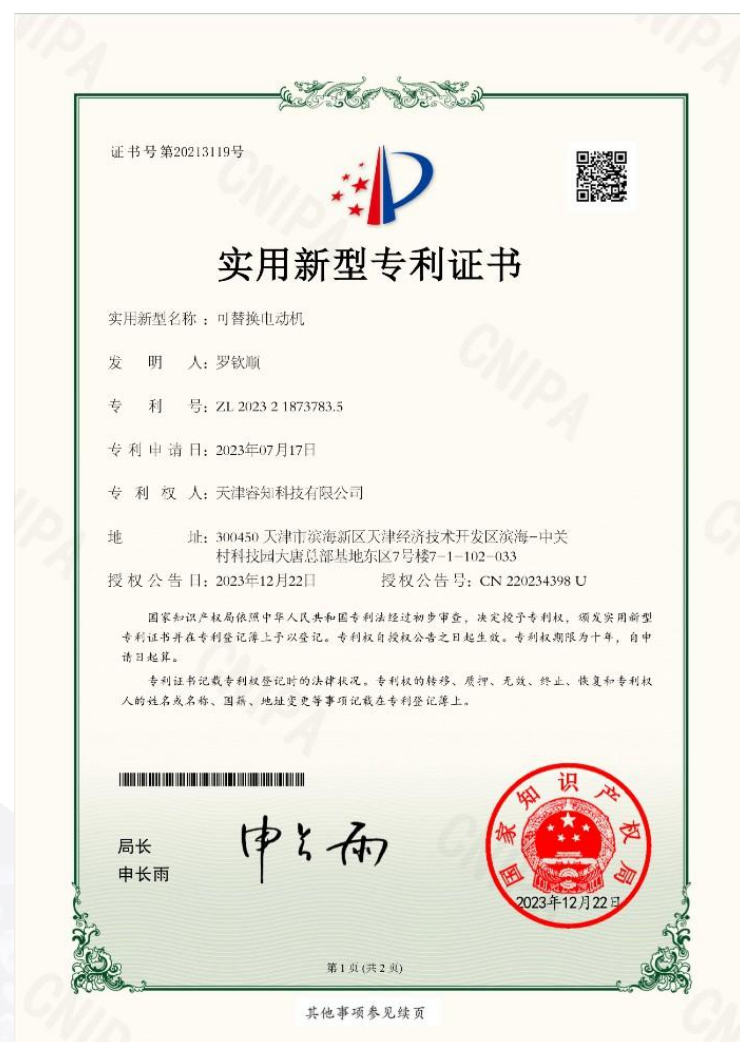 证书号第20213119号
实用新型专利证书
实用新型名称：可替换电动机
发明人：罗钦顺
专利号：ZL 2023 2 1873783.5
专利申请日：2023年07月17日
专利权人：天津睿知科技有限公司
地址：300450 天津市滨海新区天津经济技术开发区滨海-中关
村科技园大唐总部基地东区7号楼7-1-102-033
授权公告日：2023年12月22日 授权公告号：CN 220234398 U
国家知识产权局依照中华人民共和国专利法经过初步审查，决定授予专利权，颁发实用新型
专利证书并在专利登记簿上予以登记。专利权自授权公告之日起生效。专利权期限为十年，自申
请日起算。
专利证书记载专利权登记时的法律状况。专利权的转移、质押、无效、终止、恢复和专利权
人的姓名或名称、国籍、地址变更等事项记载在专利登记簿上。
局长
申长雨
申长雨
国家知识产权局
2023年12月22日
第1页(共2页)
其他事项参见续页
CNIPA